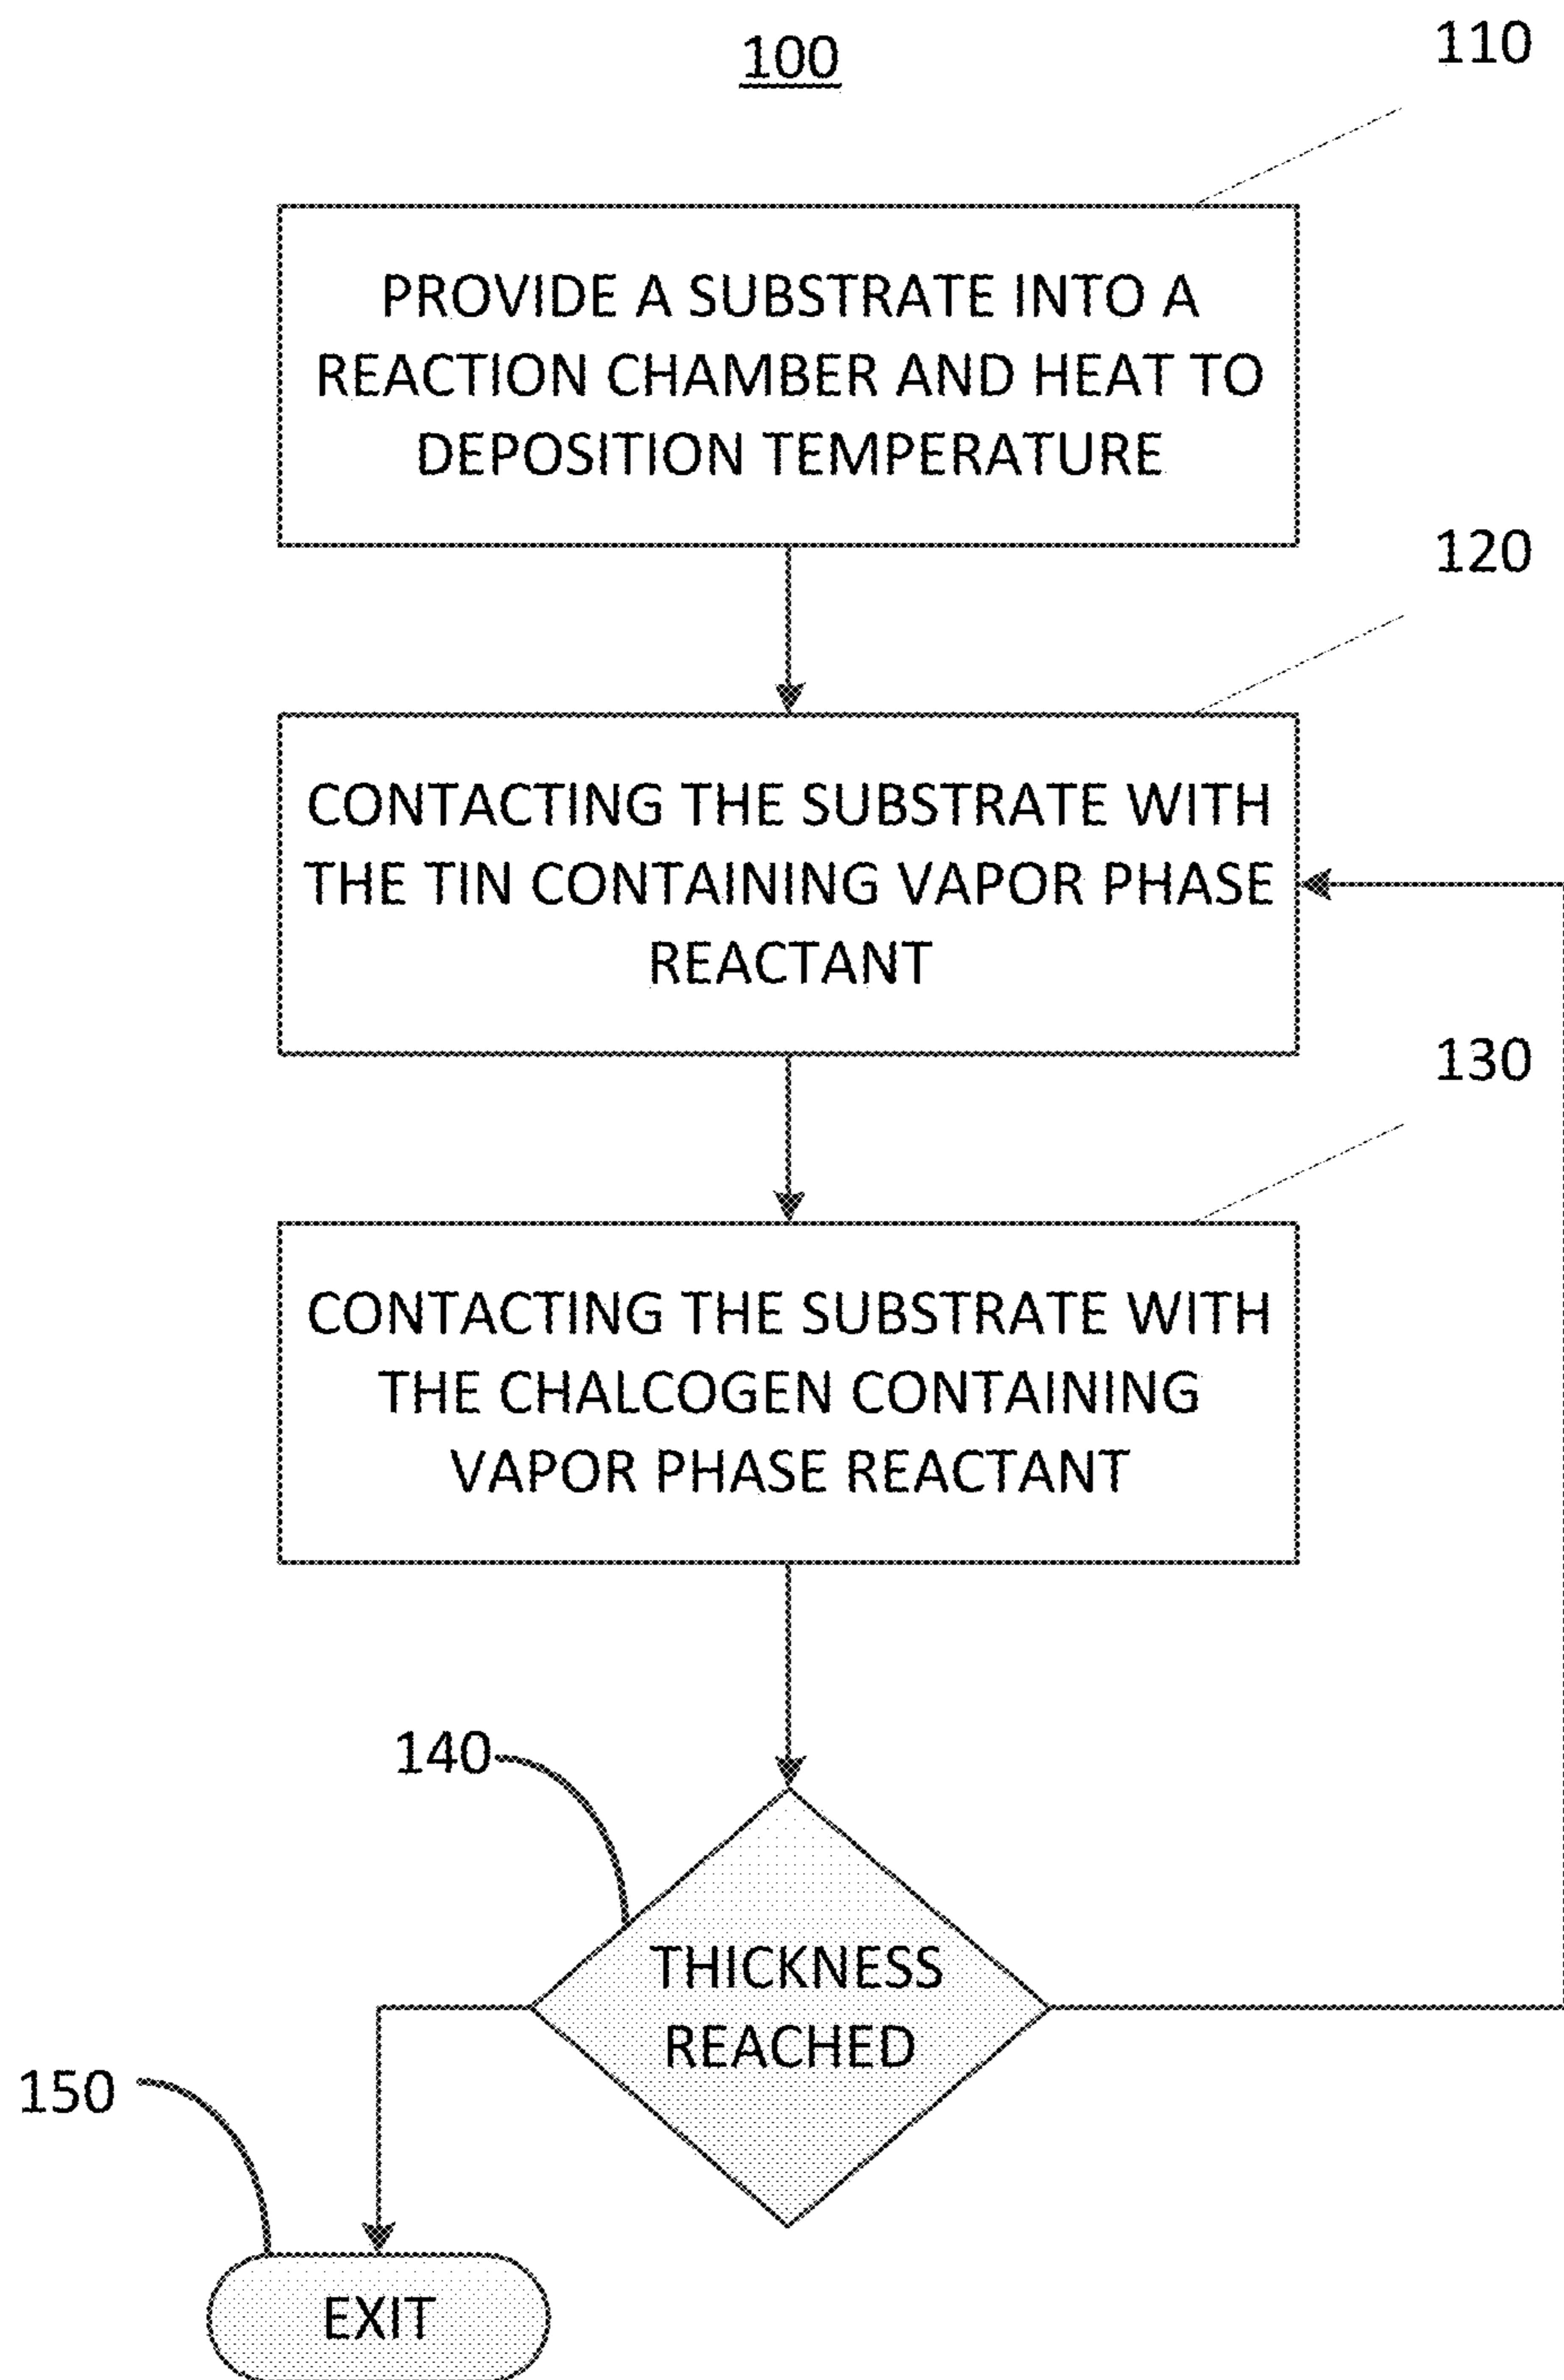 100
110
PROVIDE A SUBSTRATE INTO A
REACTION CHAMBER AND HEAT TO
DEPOSITION TEMPERATURE
120
CONTACTING THE SUBSTRATE WITH
THE TIN CONTAINING VAPOR PHASE
REACTANT
130
CONTACTING THE SUBSTRATE WITH
THE CHALCOGEN CONTAINING
VAPOR PHASE REACTANT
140
THICKNESS
REACHED
150
EXIT